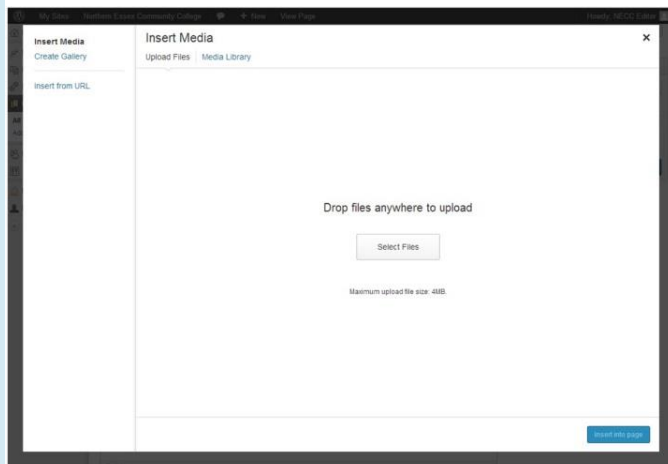 My Sites Northern Essex Community College + New View Page Howdy, NECC Editor
Insert Media
Create Gallery
Insert from URL
Insert Media
Upload Files Media Library
Drop files anywhere to upload
Select Files
Maximum upload file size: 4MB.
Insert into page